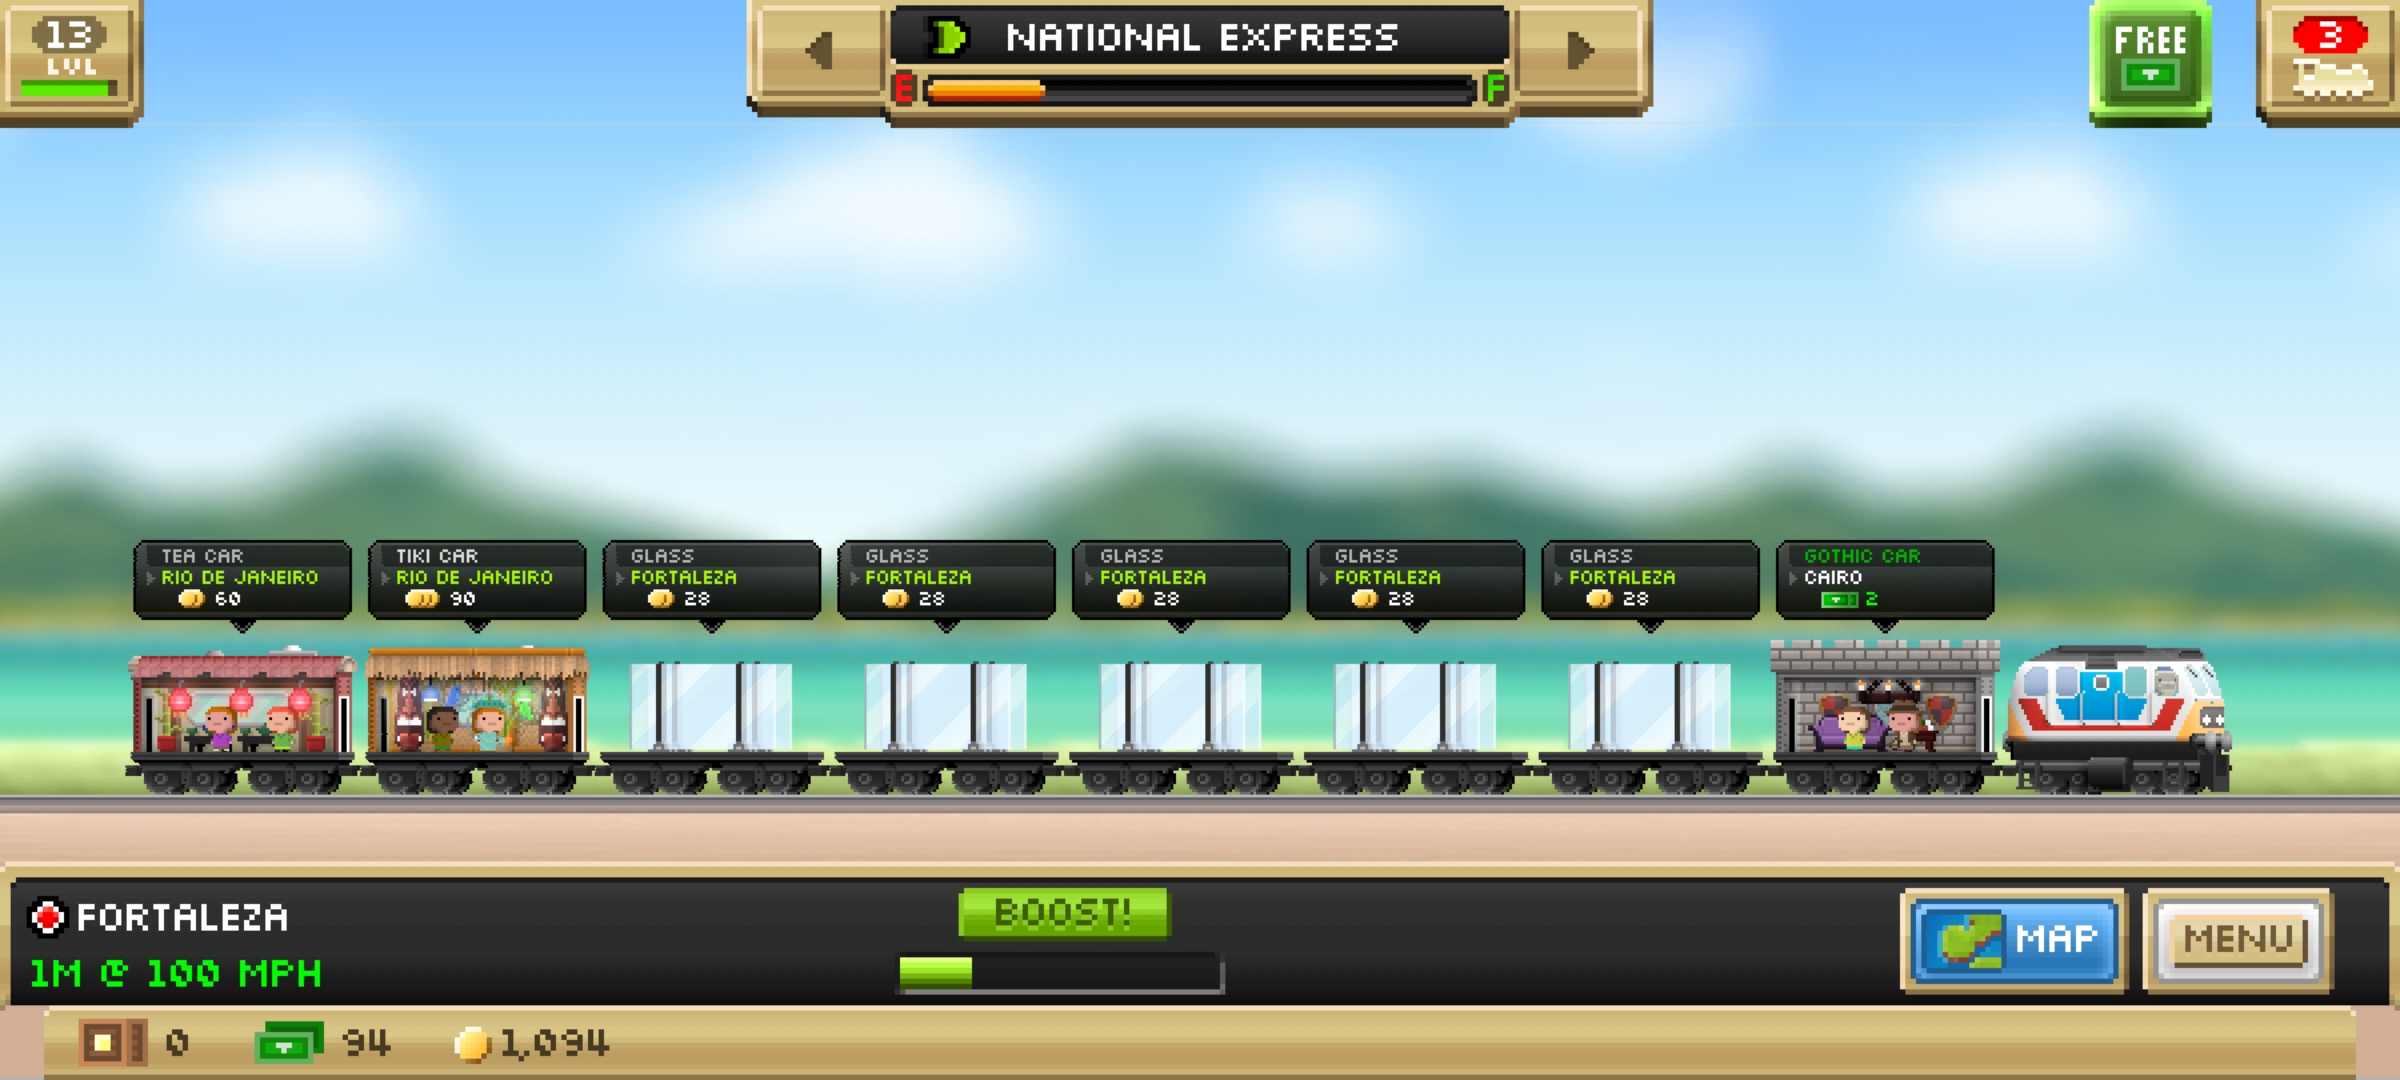 13
LVL
NATIONAL EXPRESS
E F
FREE
3
TEA CAR
RIO DE JANEIRO
60
TIKI CAR
RIO DE JANEIRO
90
GLASS
FORTALEZA
28
GLASS
FORTALEZA
28
GLASS
FORTALEZA
28
GLASS
FORTALEZA
28
GLASS
FORTALEZA
28
GOTHIC CAR
CAIRO
2
FORTALEZA
1M @ 100 MPH
BOOST!
MAP
MENU
0
94
1,094